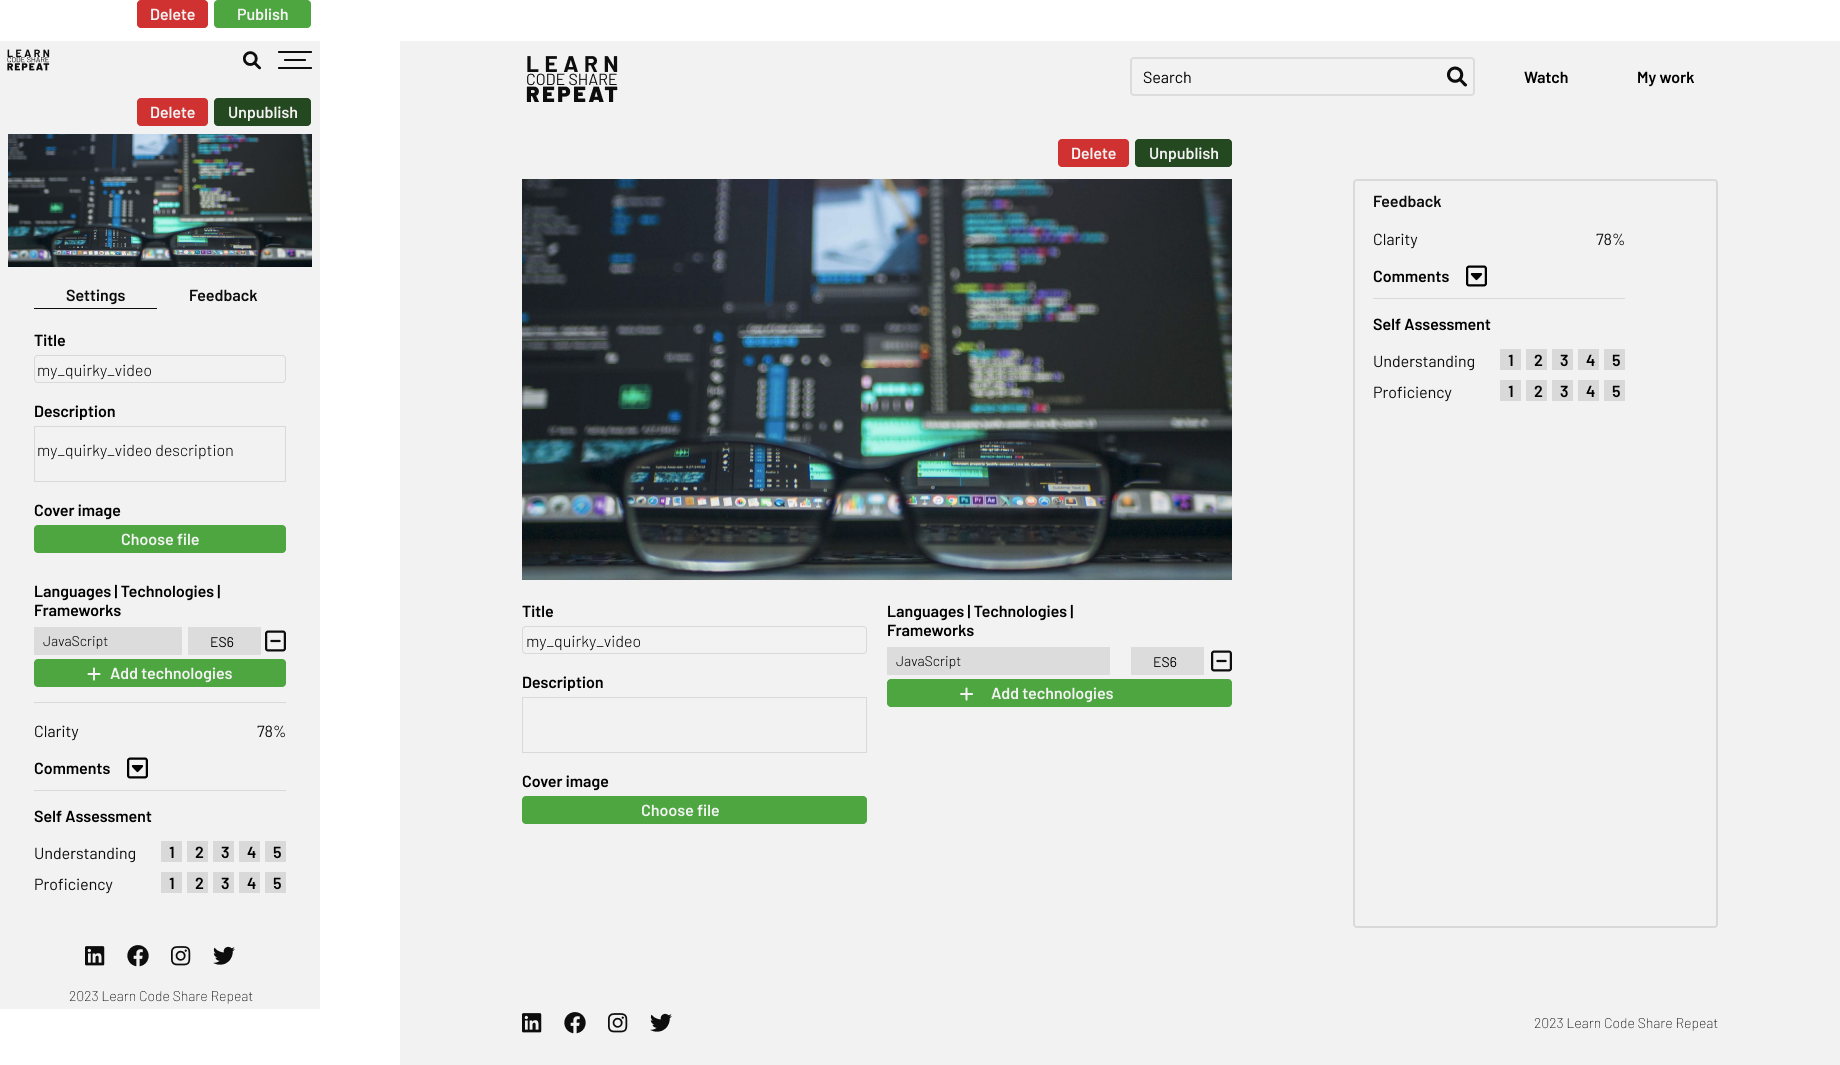 Delete
Publish
LEARN
CODE SHARE
REPEAT
Delete
Unpublish
Settings
Feedback
Title
my_quirky_video
Description
my_quirky_video description
Cover image
Choose file
Languages | Technologies |
Frameworks
JavaScript
ES6
+ Add technologies
Clarity
78%
Comments
Self Assessment
Understanding
1 2 3 4 5
Proficiency
1 2 3 4 5
2023 Learn Code Share Repeat
LEARN
CODE SHARE
REPEAT
Search
Watch
My work
Delete
Unpublish
Title
my_quirky_video
Description
Cover image
Choose file
Languages | Technologies |
Frameworks
JavaScript
ES6
+ Add technologies
Feedback
Clarity
78%
Comments
Self Assessment
Understanding
1 2 3 4 5
Proficiency
1 2 3 4 5
2023 Learn Code Share Repeat